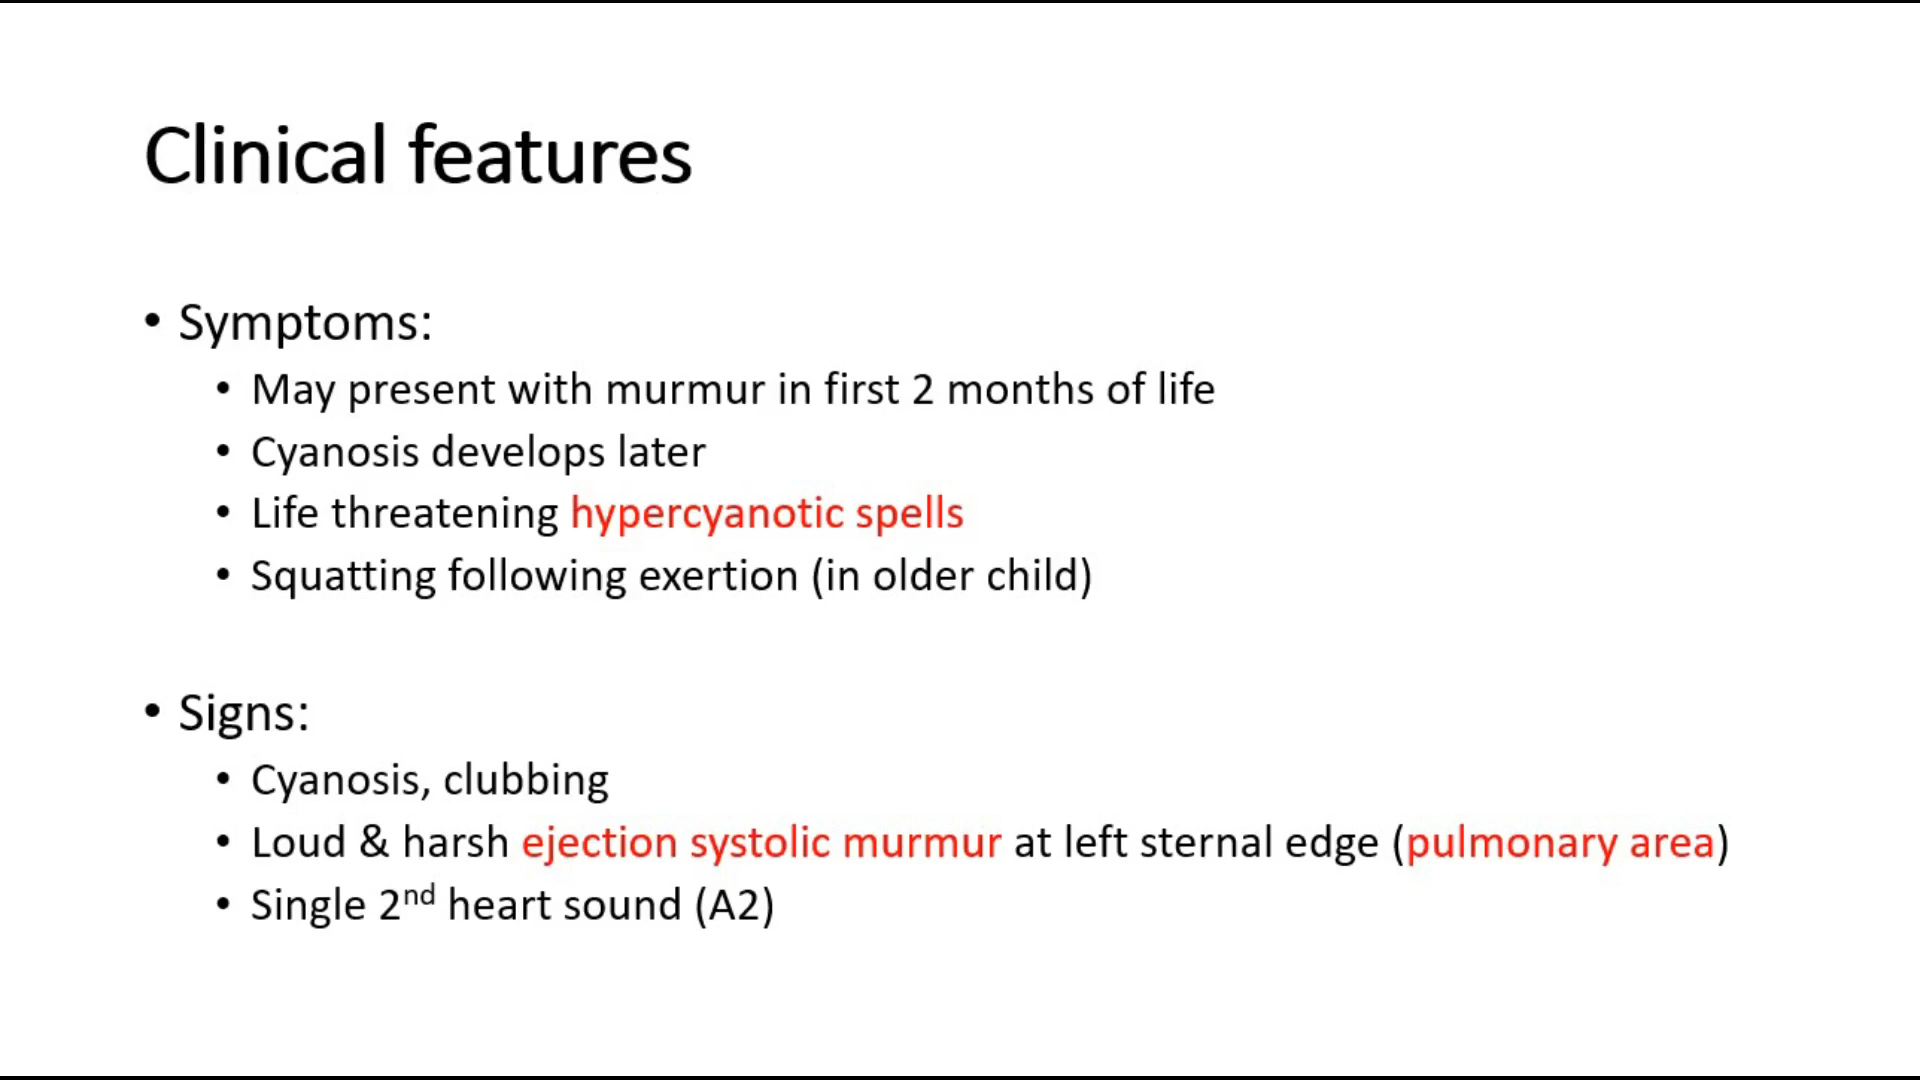 Clinical features
• Symptoms:
• May present with murmur in first 2 months of life
• Cyanosis develops later
• Life threatening hypercyanotic spells
• Squatting following exertion (in older child)
• Signs:
• Cyanosis, clubbing
• Loud & harsh ejection systolic murmur at left sternal edge (pulmonary area)
• Single 2nd heart sound (A2)